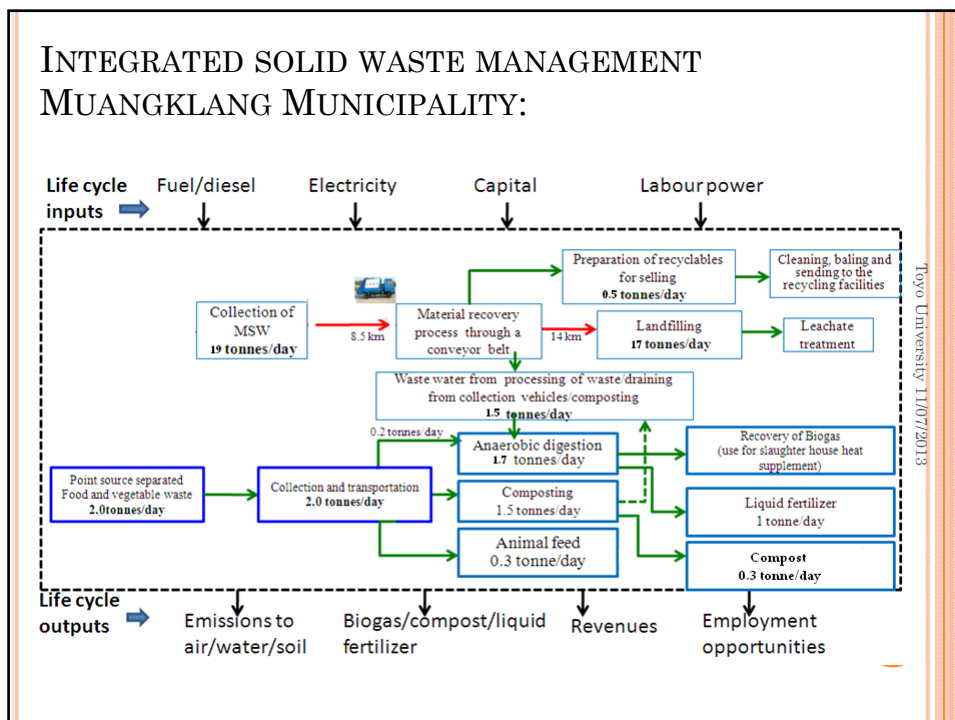 INTEGRATED SOLID WASTE MANAGEMENT
MUANGKLANG MUNICIPALITY:
Life cycle
inputs
Fuel/diesel
Electricity
Capital
Labour power
Preparation of recyclables
for selling
0.5 tonnes/day
Cleaning, baling and
sending to the
recycling facilities
Collection of
MSW
19 tonnes/day
8.5 km
Material recovery
process through a
conveyor belt
14 km
Landfilling
17 tonnes/day
Leachate
treatment
Waste water from processing of waste/draining
from collection vehicles/composting
1.5 tonnes/day
0.2 tonnes/day
Anaerobic digestion
1.7 tonnes/day
Recovery of Biogas
(use for slaughter house heat
supplement)
Point source separated
Food and vegetable waste
2.0tonnes/day
Collection and transportation
2.0 tonnes/day
Composting
1.5 tonnes/day
Liquid fertilizer
1 tonne/day
Animal feed
0.3 tonne/day
Compost
0.3 tonne/day
Life cycle
outputs
Emissions to
air/water/soil
Biogas/compost/liquid
fertilizer
Revenues
Employment
opportunities
Toyo University 11/07/2013